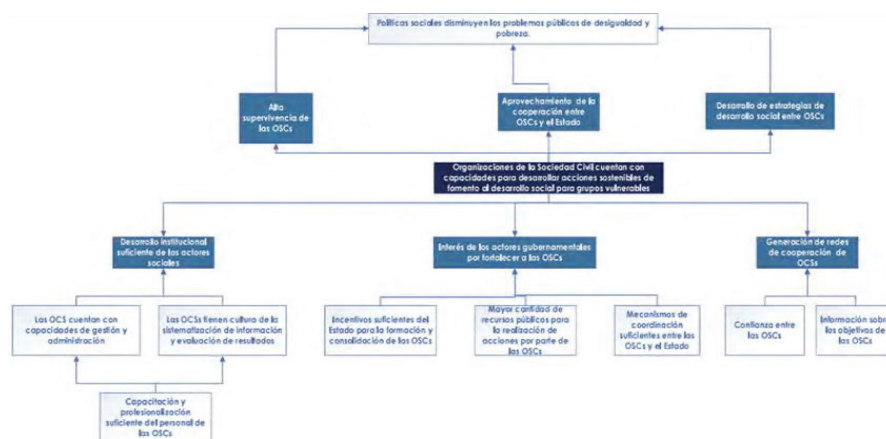 Políticas sociales disminuyen los problemas públicos de desigualdad y
pobreza.
Alta
supervivencia de
las OSCs
Aprovechamiento de la
cooperación entre
OSCs y el Estado
Desarrollo de estrategias de
desarrollo social entre OSCs
Organizaciones de la Sociedad Civil cuentan con
capacidades para desarrollar acciones sostenibles de
fomento al desarrollo social para grupos vulnerables
Desarrollo institucional
suficiente de los actores
sociales
Interés de los actores gubernamentales
por fortalecer a las OSCs
Generación de redes
de cooperación de
OCSs
Las OCS cuentan con
capacidades de gestión y
administración
Las OCSs tienen cultura de la
sistematización de información
y evaluación de resultados
Incentivos suficientes del
Estado para la formación y
consolidación de las OSCs
Mayor cantidad de
recursos públicos para
la realización de
acciones por parte de
las OSCs
Mecanismos de
coordinación
suficientes entre las
OSCs y el Estado
Confianza entre
las OSCs
Información sobre
los objetivos de
las OSCs
Capacitación y
profesionalización
suficiente del personal de
las OSCs